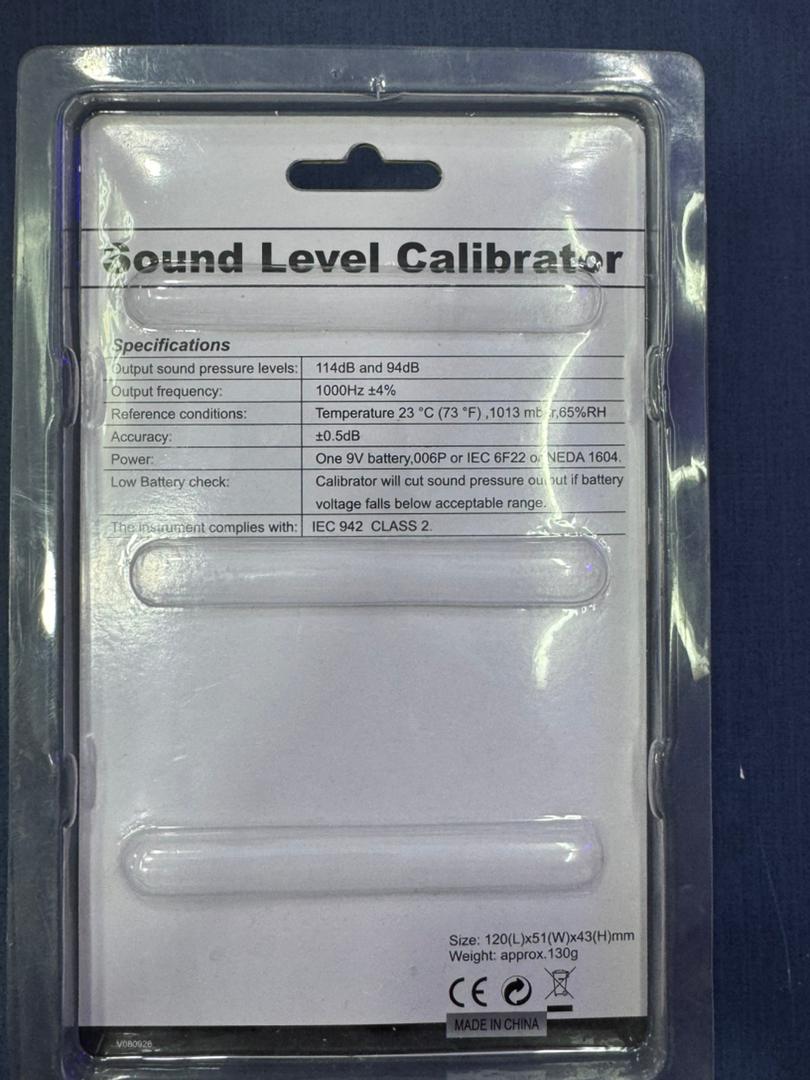 Sound Level Calibrator
Specifications
Output sound pressure levels: 114dB and 94dB
Output frequency: 1000Hz ±4%
Reference conditions: Temperature 23 °C (73 °F) ,1013 mbar,65%RH
Accuracy: ±0.5dB
Power: One 9V battery,006P or IEC 6F22 or NEDA 1604.
Low Battery check: Calibrator will cut sound pressure output if battery
voltage falls below acceptable range.
The instrument complies with: IEC 942 CLASS 2.
Size: 120(L)x51(W)x43(H)mm
Weight: approx.130g
CE
MADE IN CHINA
V080926